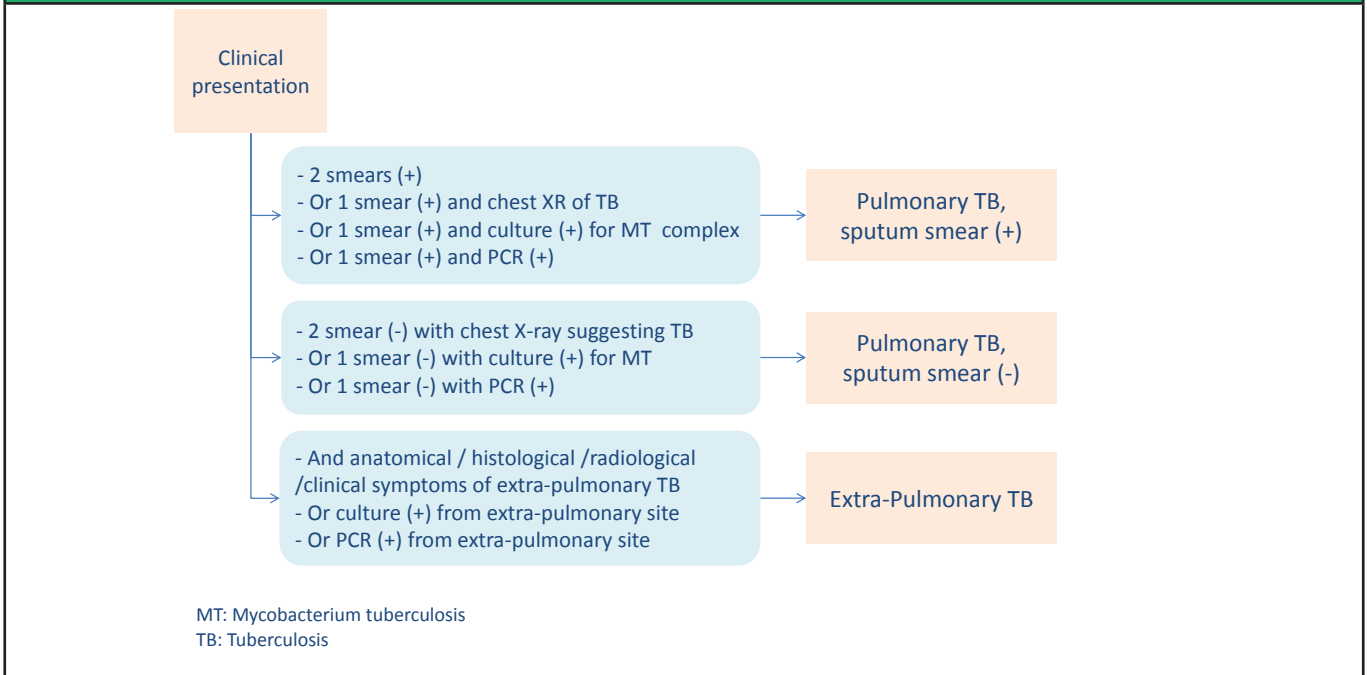 Clinical
presentation
- 2 smears (+)
- Or 1 smear (+) and chest XR of TB
- Or 1 smear (+) and culture (+) for MT complex
- Or 1 smear (+) and PCR (+)
Pulmonary TB,
sputum smear (+)
- 2 smear (-) with chest X-ray suggesting TB
- Or 1 smear (-) with culture (+) for MT
- Or 1 smear (-) with PCR (+)
Pulmonary TB,
sputum smear (-)
- And anatomical / histological /radiological
/clinical symptoms of extra-pulmonary TB
- Or culture (+) from extra-pulmonary site
- Or PCR (+) from extra-pulmonary site
Extra-Pulmonary TB
MT: Mycobacterium tuberculosis
TB: Tuberculosis